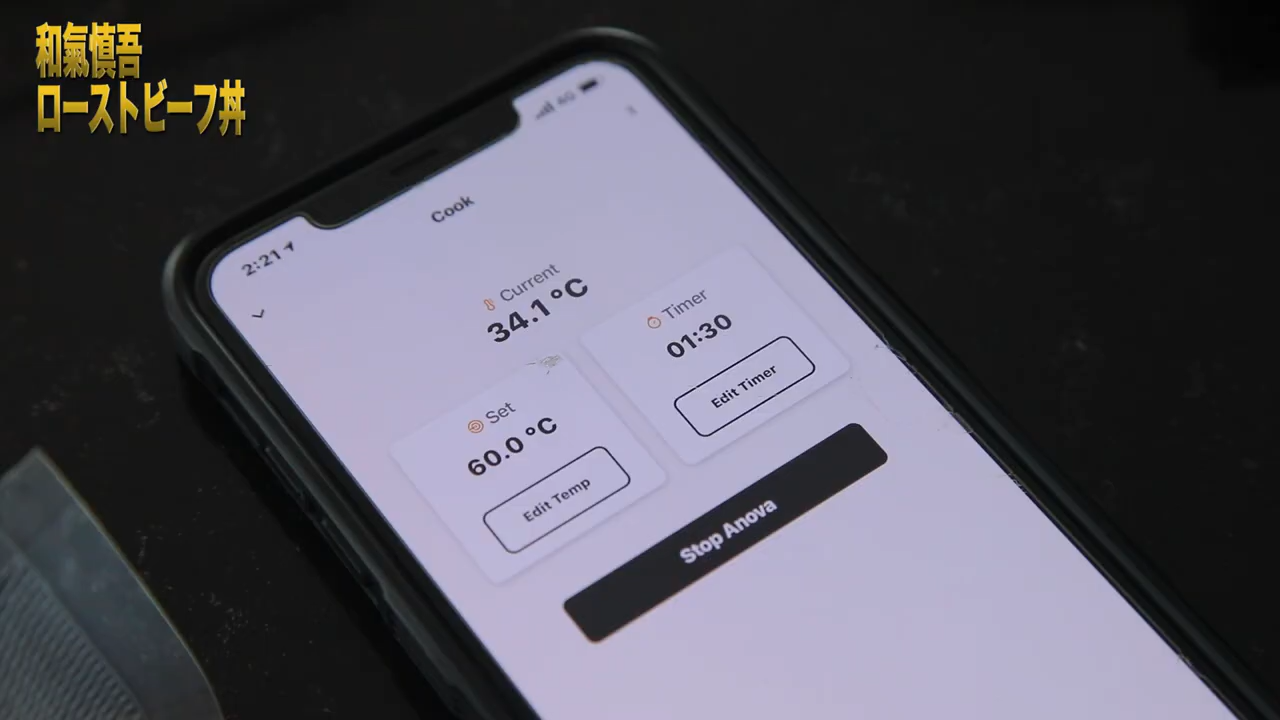 和氣慎吾
ローストビーフ丼
4G
2:21
Cook
Current
34.1°C
Set
60.0°C
Edit Temp
Timer
01:30
Edit Timer
Stop Anova